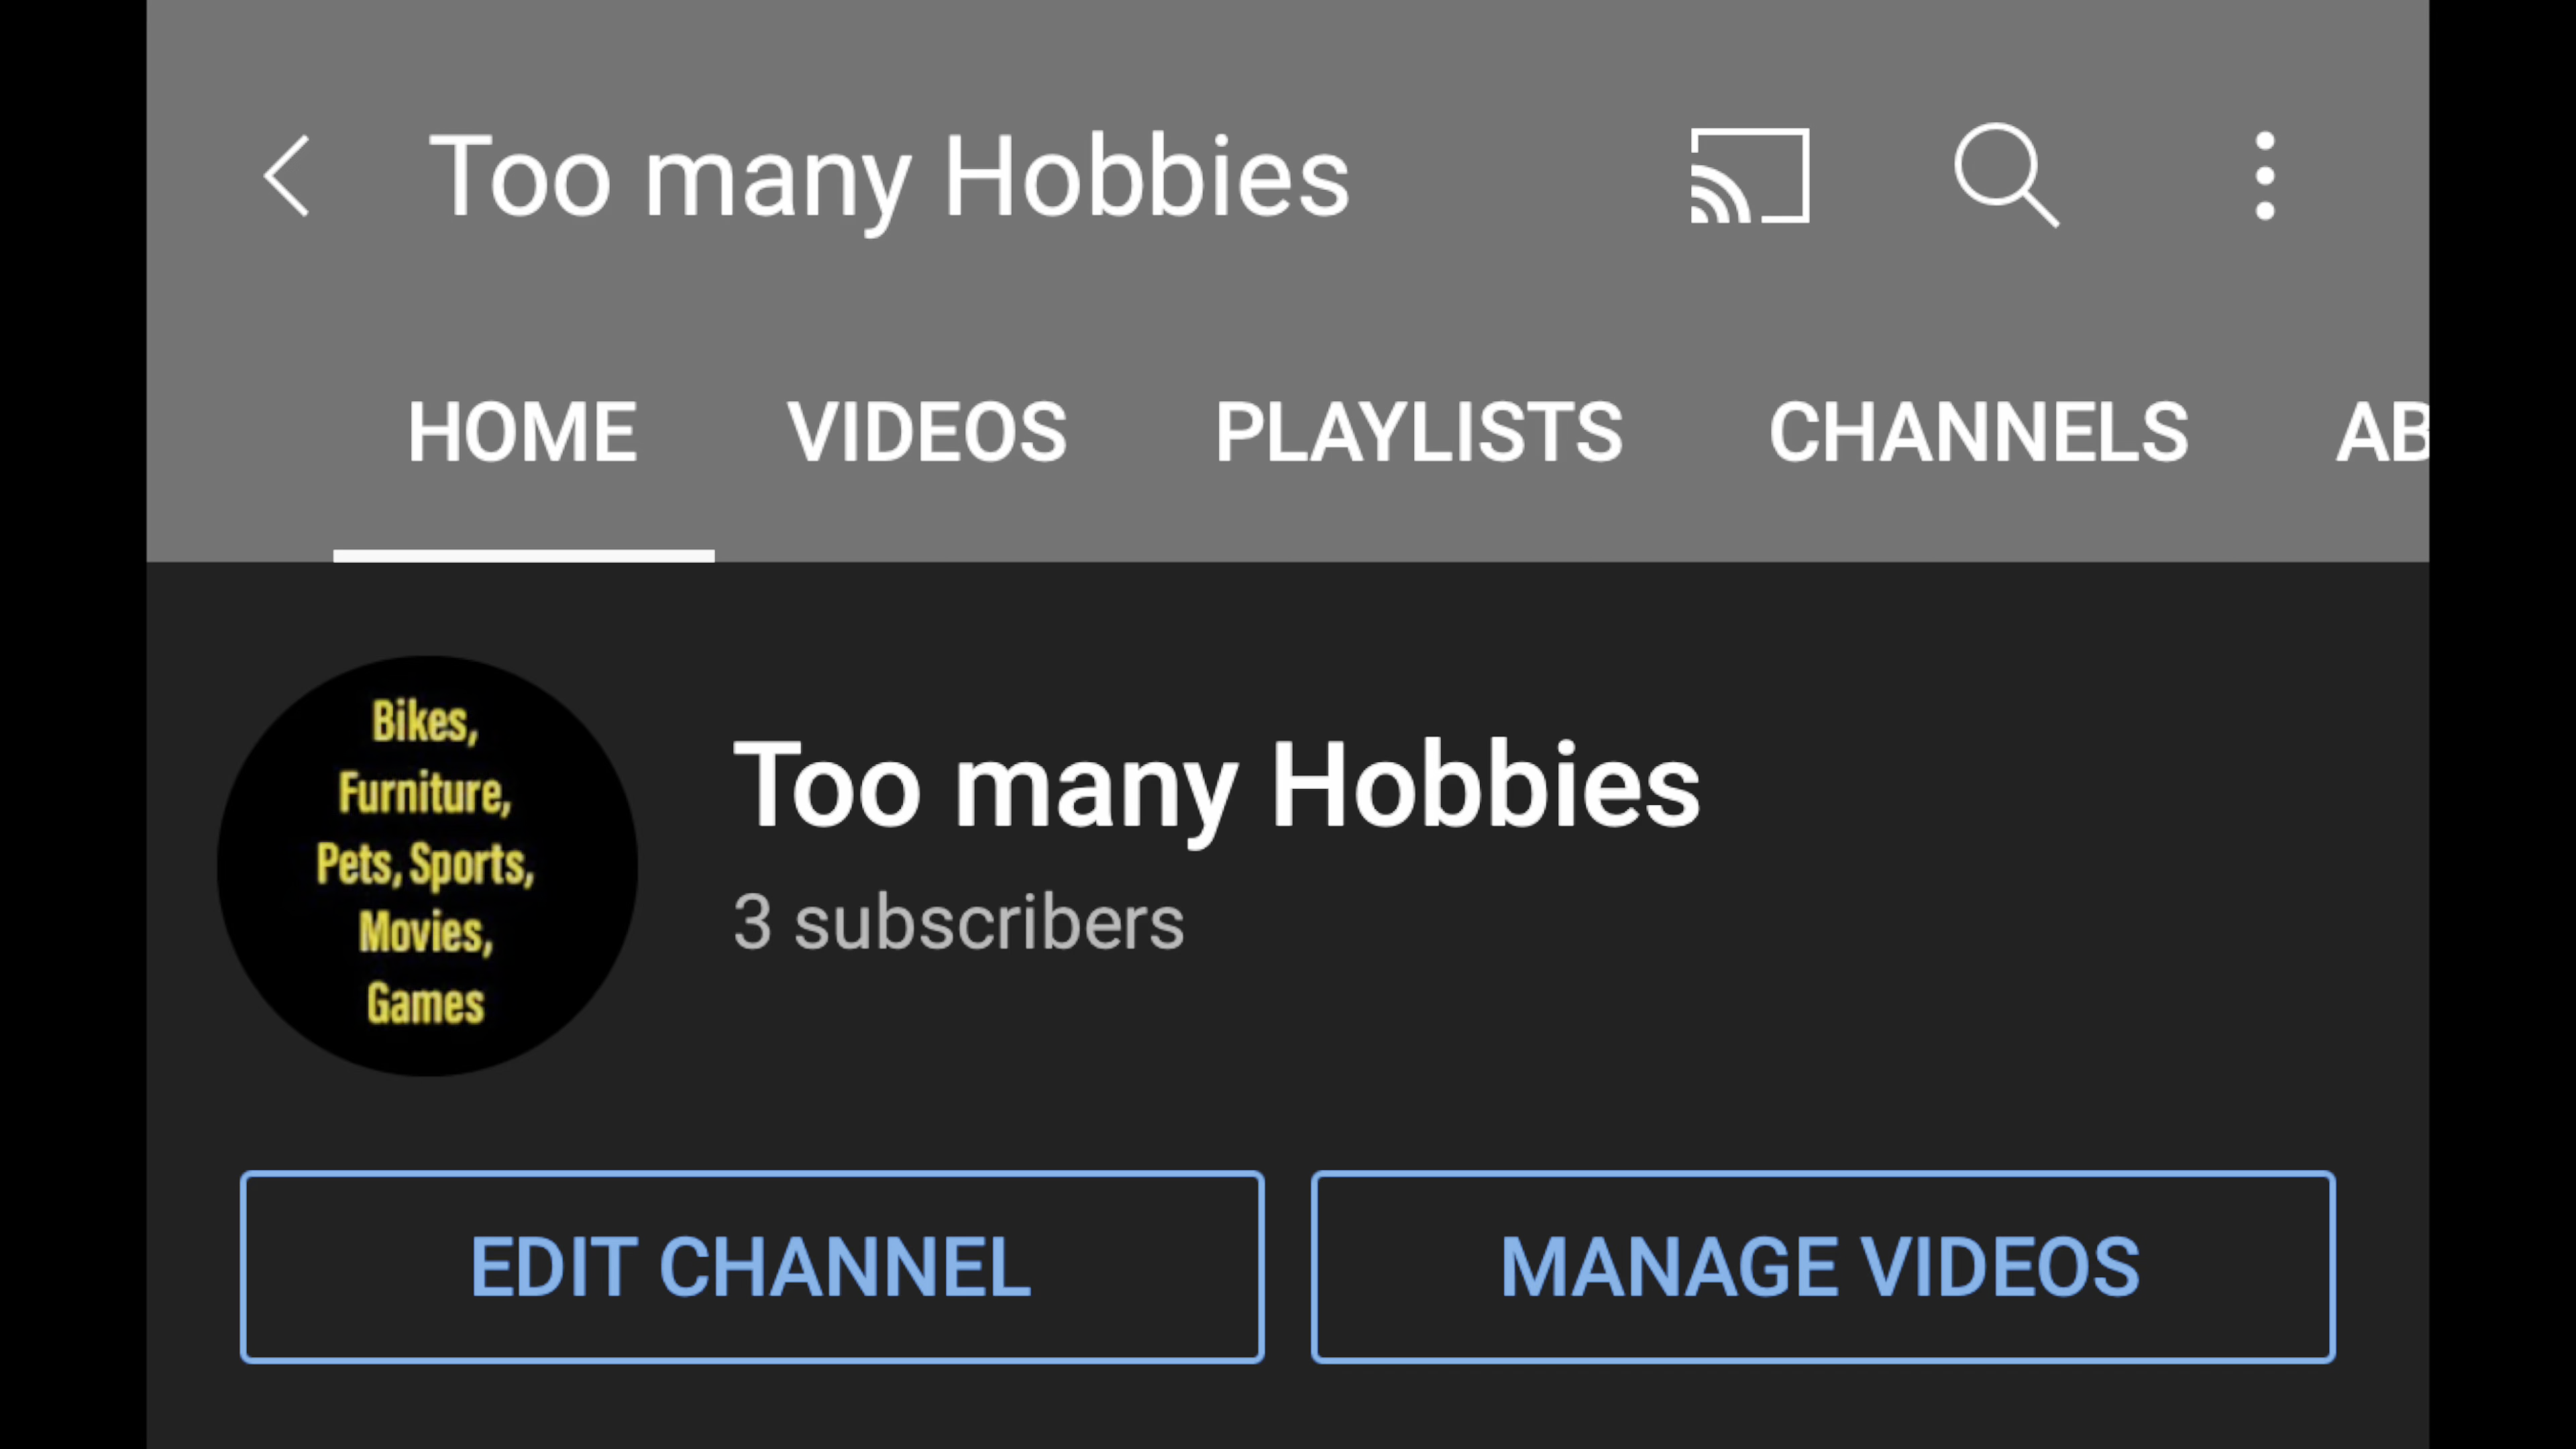 Too many Hobbies
HOME VIDEOS PLAYLISTS CHANNELS AB
Bikes,
Furniture,
Pets, Sports,
Movies,
Games
Too many Hobbies
3 subscribers
EDIT CHANNEL MANAGE VIDEOS